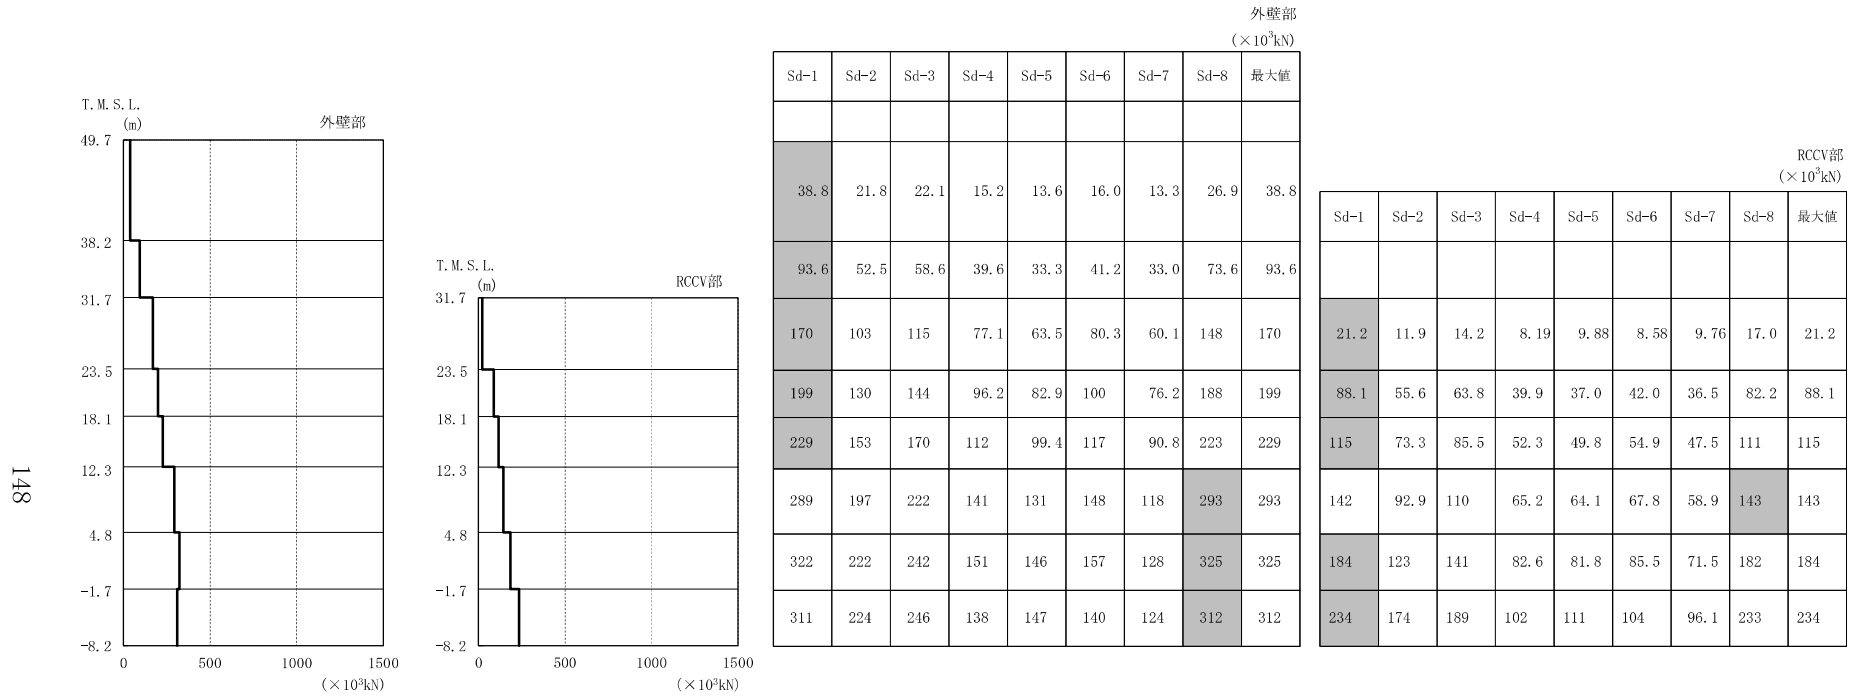 T.M.S.L.
(m)
外壁部
49.7
38.2
31.7
23.5
18.1
12.3
4.8
-1.7
-8.2
0 500 1000 1500
(×10³kN)
T.M.S.L.
(m)
RCCV部
31.7
23.5
18.1
12.3
4.8
-1.7
-8.2
0 500 1000 1500
(×10³kN)
外壁部
(×10³kN)
Sd-1 Sd-2 Sd-3 Sd-4 Sd-5 Sd-6 Sd-7 Sd-8 最大値
38.8 21.8 22.1 15.2 13.6 16.0 13.3 26.9 38.8
93.6 52.5 58.6 39.6 33.3 41.2 33.0 73.6 93.6
170 103 115 77.1 63.5 80.3 60.1 148 170
199 130 144 96.2 82.9 100 76.2 188 199
229 153 170 112 99.4 117 90.8 223 229
289 197 222 141 131 148 118 293 293
322 222 242 151 146 157 128 325 325
311 224 246 138 147 140 124 312 312
RCCV部
(×10³kN)
Sd-1 Sd-2 Sd-3 Sd-4 Sd-5 Sd-6 Sd-7 Sd-8 最大値
21.2 11.9 14.2 8.19 9.88 8.58 9.76 17.0 21.2
88.1 55.6 63.8 39.9 37.0 42.0 36.5 82.2 88.1
115 73.3 85.5 52.3 49.8 54.9 47.5 111 115
142 92.9 110 65.2 64.1 67.8 58.9 143 143
184 123 141 82.6 81.8 85.5 71.5 182 184
234 174 189 102 111 104 96.1 233 234
148